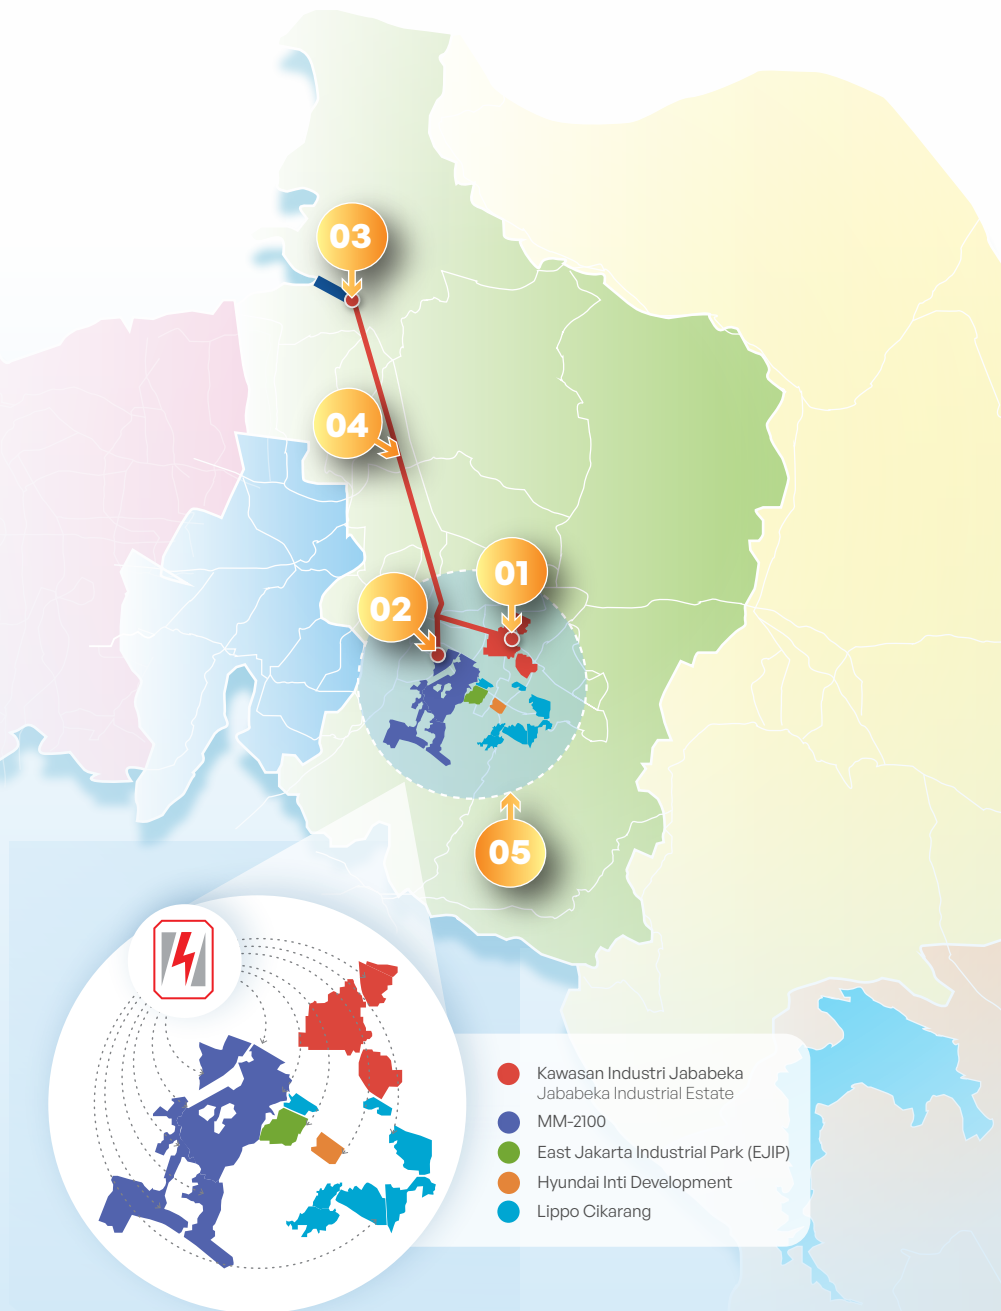 03
04
01
02
05
Kawasan Industri Jababeka
Jababeka Industrial Estate
MM-2100
East Jakarta Industrial Park (EJIP)
Hyundai Inti Development
Lippo Cikarang